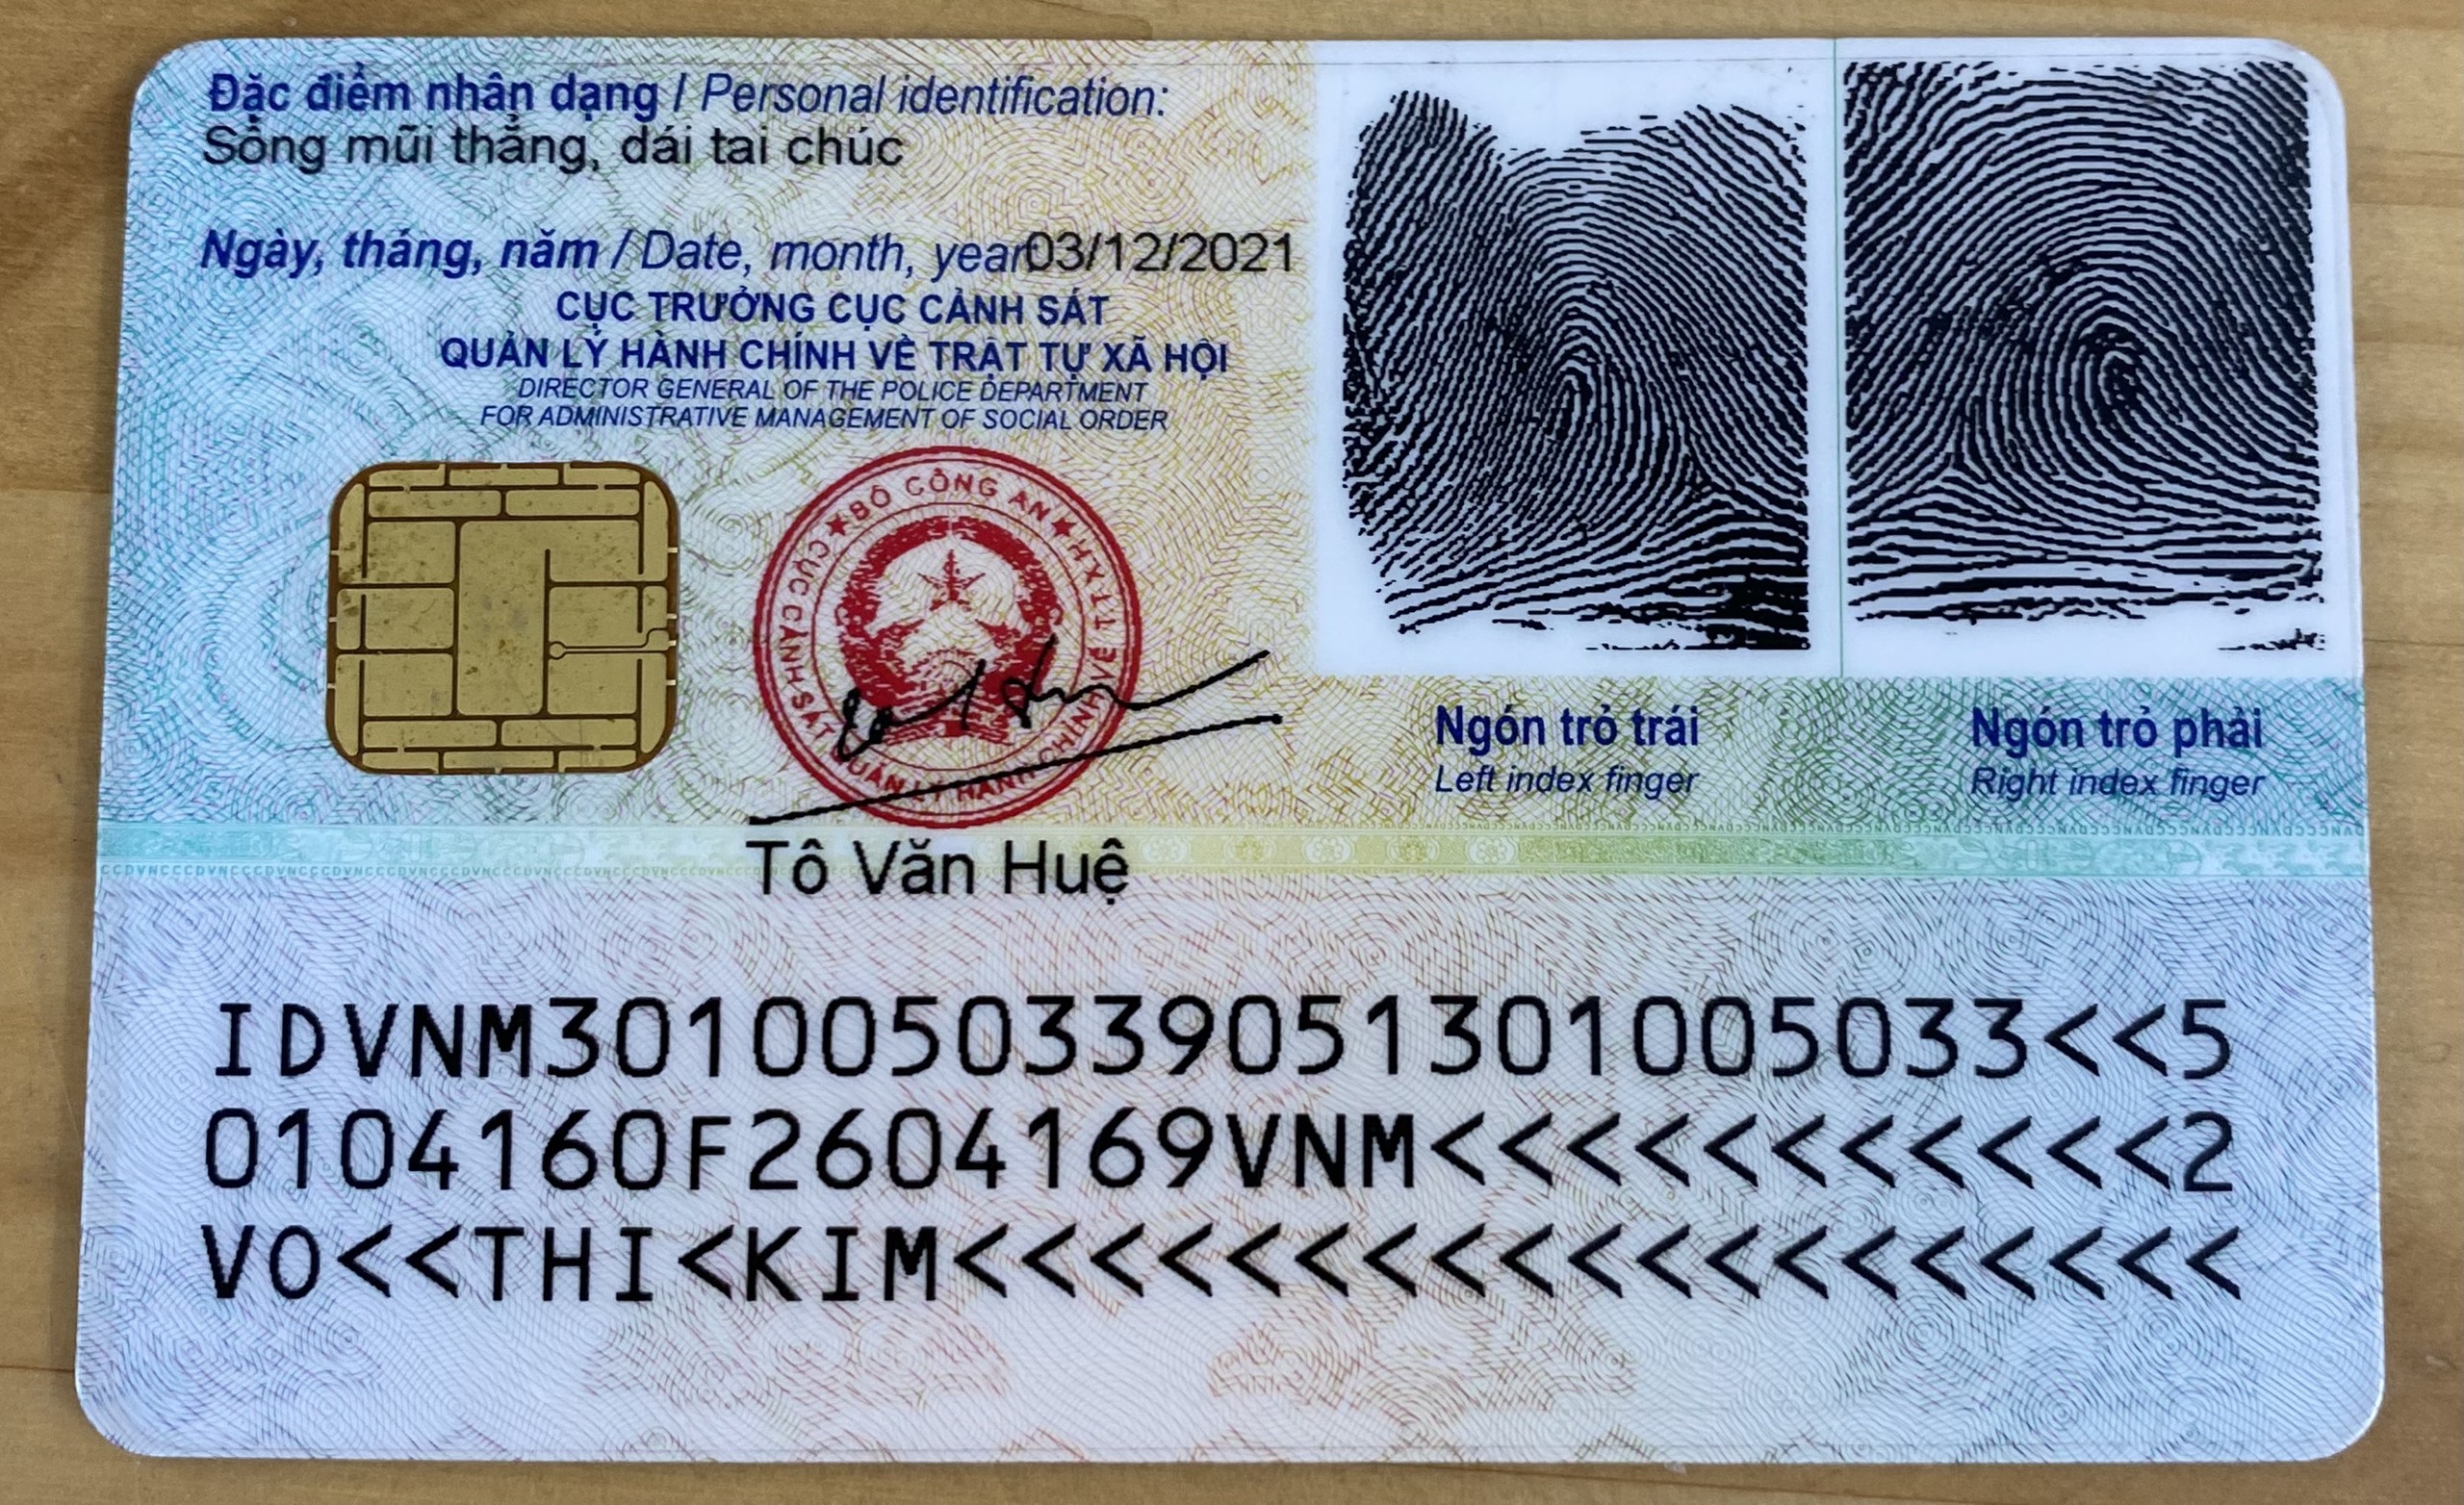 Đặc điểm nhân dạng / Personal identification:
Sống mũi thẳng, dái tai chúc
Ngày, tháng, năm / Date, month, year 03/12/2021
CỤC TRƯỞNG CỤC CẢNH SÁT
QUẢN LÝ HÀNH CHÍNH VỀ TRẬT TỰ XÃ HỘI
DIRECTOR GENERAL OF THE POLICE DEPARTMENT
FOR ADMINISTRATIVE MANAGEMENT OF SOCIAL ORDER
BỘ CÔNG AN
CỤC CẢNH SÁT QUẢN LÝ HÀNH CHÍNH VỀ TTXH
Tô Văn Huệ
Ngón trỏ trái
Left index finger
Ngón trỏ phải
Right index finger
IDVNM3010050339051301005033<<5
0104160F2604169VNM<<<<<<<<<<<2
VO<<THI<KIM<<<<<<<<<<<<<<<<<<<